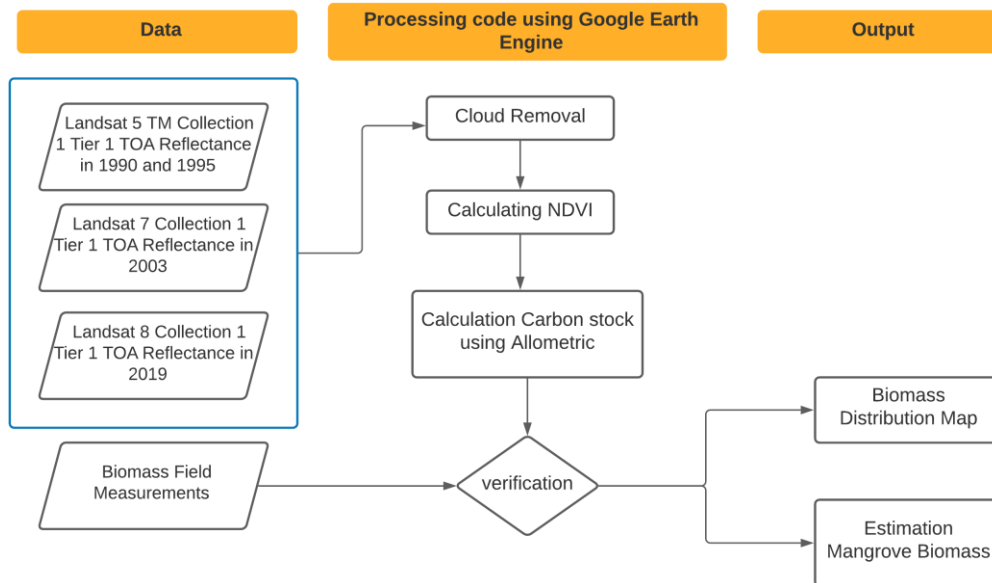 Data
Processing code using Google Earth
Engine
Output
Landsat 5 TM Collection
1 Tier 1 TOA Reflectance
in 1990 and 1995
Landsat 7 Collection 1
Tier 1 TOA Reflectance in
2003
Landsat 8 Collection 1
Tier 1 TOA Reflectance in
2019
Biomass Field
Measurements
Cloud Removal
Calculating NDVI
Calculation Carbon stock
using Allometric
verification
Biomass
Distribution Map
Estimation
Mangrove Biomass